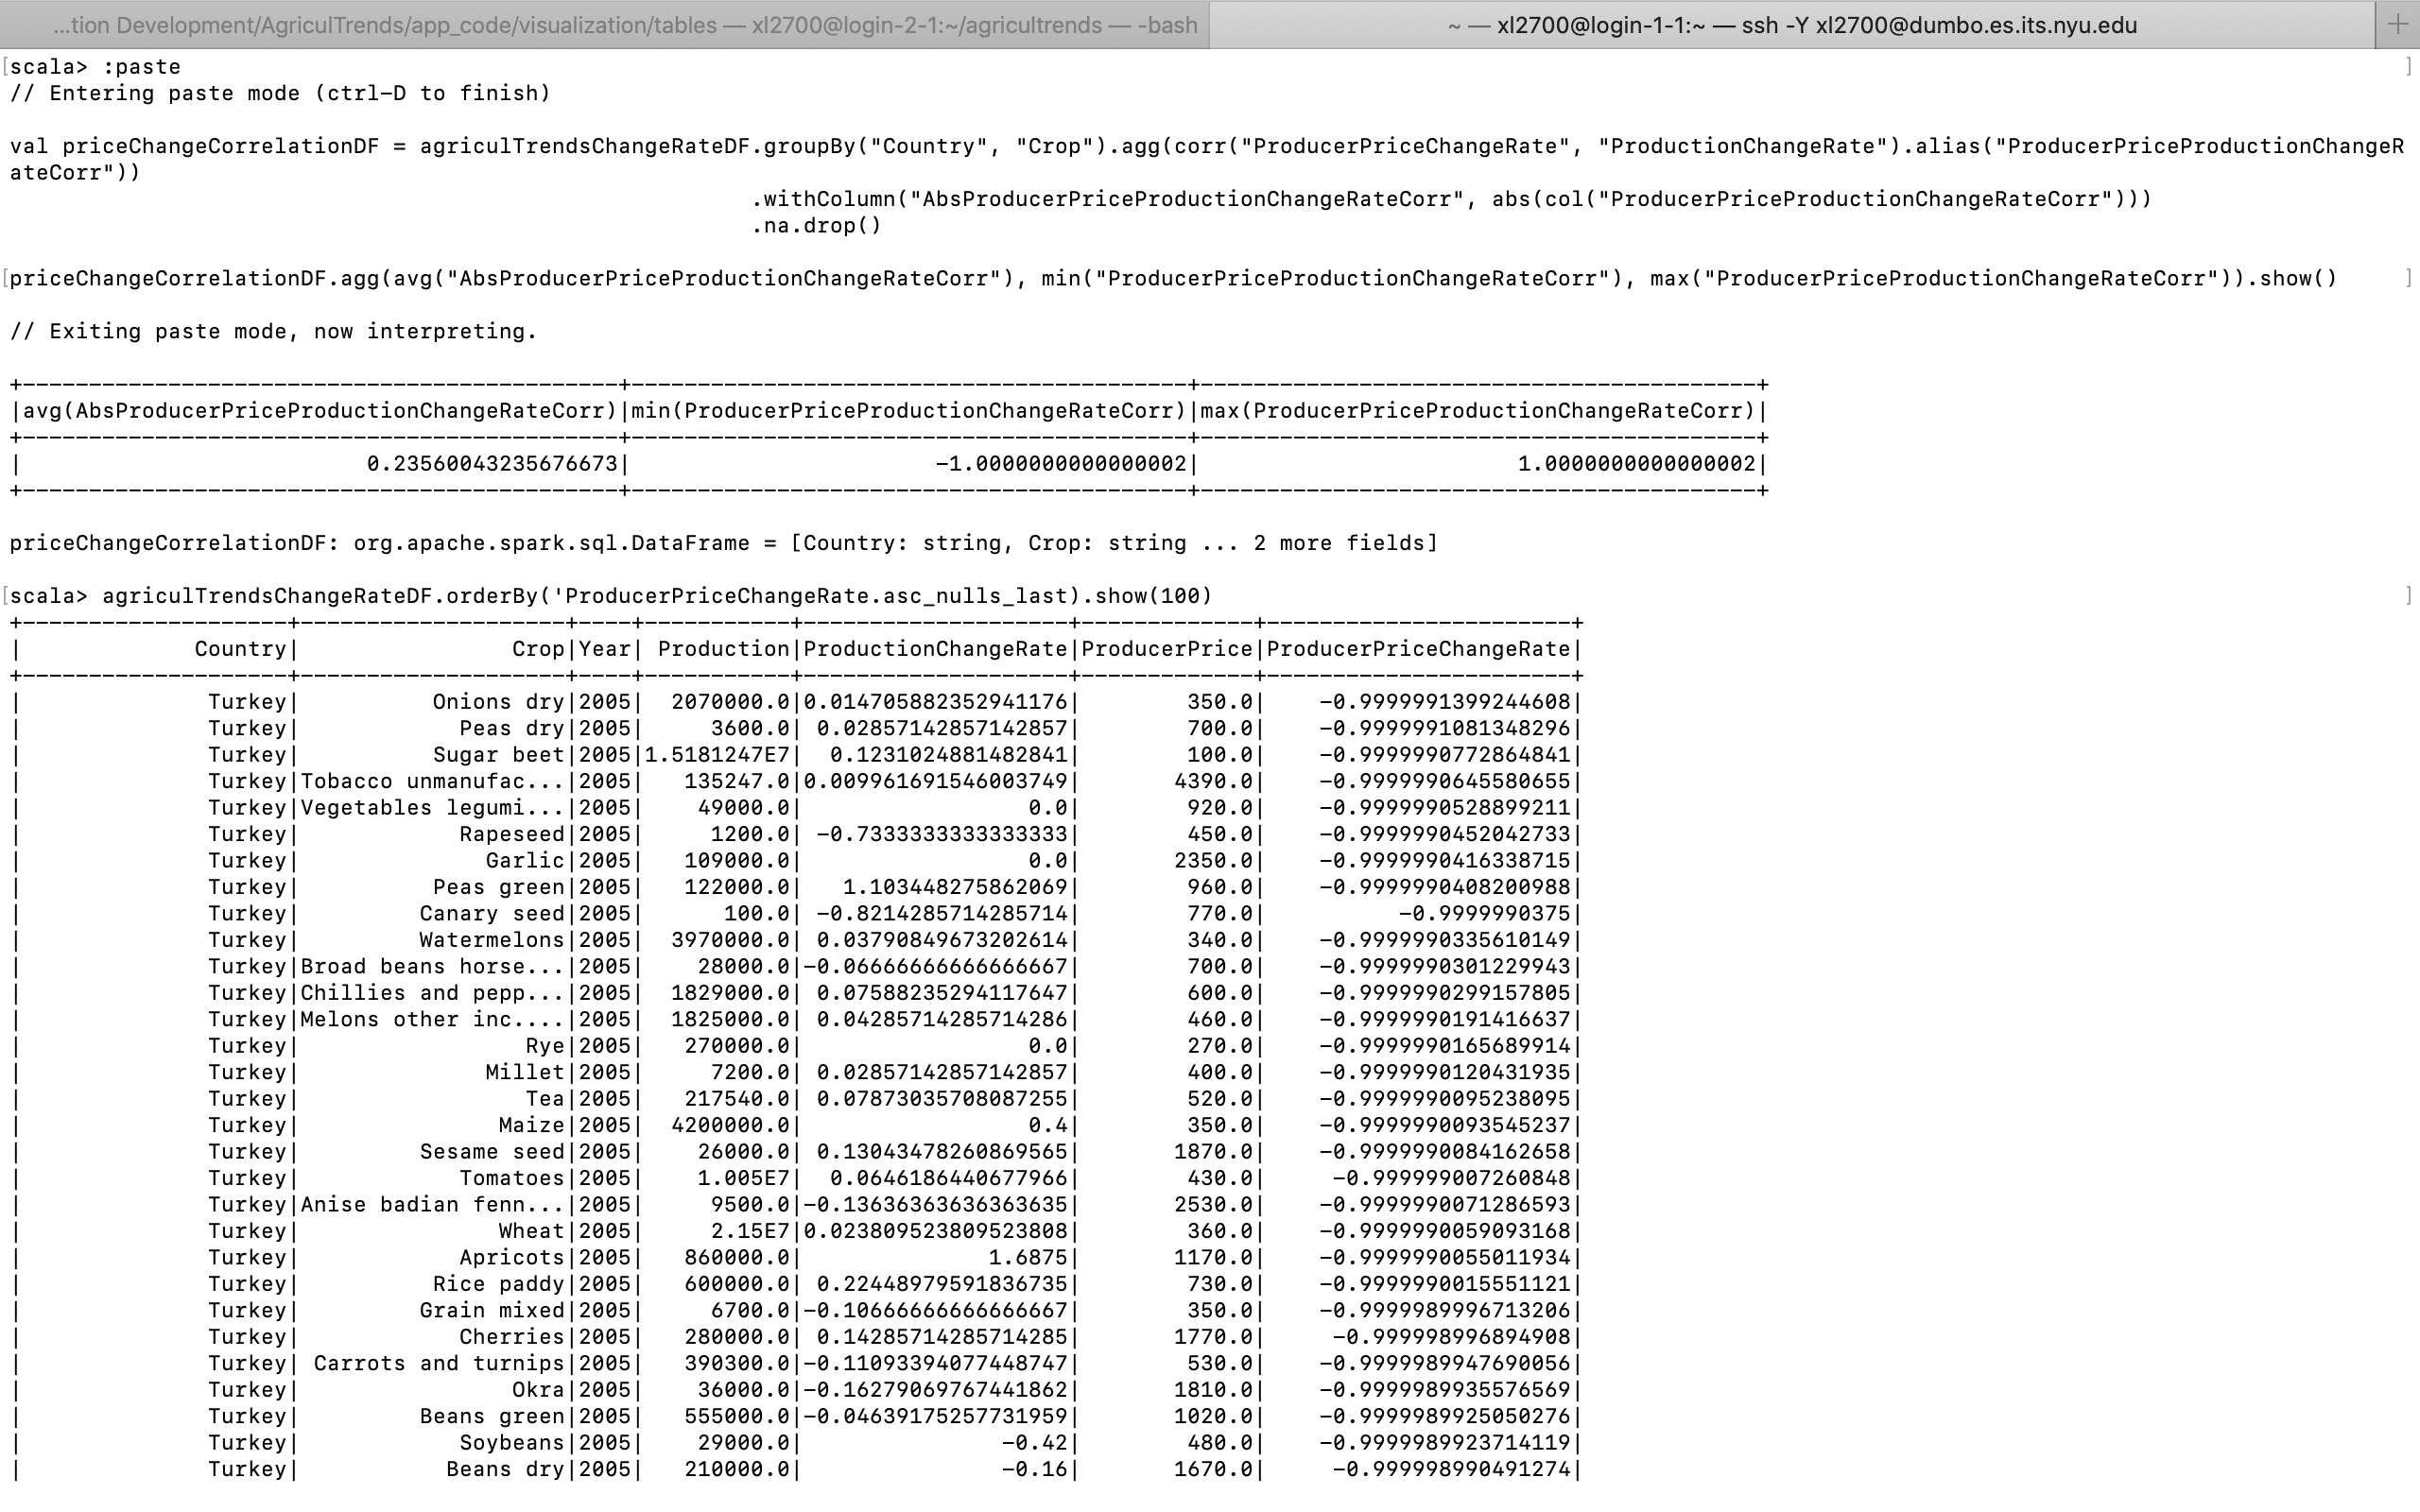 ...tion Development/AgriculTrends/app_code/visualization/tables — xl2700@login-2-1:~/agricultrends — -bash
~ — xl2700@login-1-1:~ — ssh -Y xl2700@dumbo.es.its.nyu.edu
+
[scala> :paste ]
// Entering paste mode (ctrl-D to finish)
val priceChangeCorrelationDF = agriculTrendsChangeRateDF.groupBy("Country", "Crop").agg(corr("ProducerPriceChangeRate", "ProductionChangeRate").alias("ProducerPriceProductionChangeR
ateCorr"))
.withColumn("AbsProducerPriceProductionChangeRateCorr", abs(col("ProducerPriceProductionChangeRateCorr")))
.na.drop()
[priceChangeCorrelationDF.agg(avg("AbsProducerPriceProductionChangeRateCorr"), min("ProducerPriceProductionChangeRateCorr"), max("ProducerPriceProductionChangeRateCorr")).show() ]
// Exiting paste mode, now interpreting.
|avg(AbsProducerPriceProductionChangeRateCorr)|min(ProducerPriceProductionChangeRateCorr)|max(ProducerPriceProductionChangeRateCorr)|
| 0.23560043235676673| -1.0000000000000002| 1.0000000000000002|
priceChangeCorrelationDF: org.apache.spark.sql.DataFrame = [Country: string, Crop: string ... 2 more fields]
[scala> agriculTrendsChangeRateDF.orderBy('ProducerPriceChangeRate.asc_nulls_last).show(100) ]
| Country| Crop|Year| Production|ProductionChangeRate|ProducerPrice|ProducerPriceChangeRate|
| Turkey| Onions dry|2005| 2070000.0|0.014705882352941176| 350.0| -0.9999991399244608|
| Turkey| Peas dry|2005| 3600.0| 0.02857142857142857| 700.0| -0.9999991081348296|
| Turkey| Sugar beet|2005|1.5181247E7| 0.1231024881482841| 100.0| -0.9999990772864841|
| Turkey|Tobacco unmanufac...|2005| 135247.0|0.009961691546003749| 4390.0| -0.9999990645580655|
| Turkey|Vegetables legumi...|2005| 49000.0| 0.0| 920.0| -0.9999990528899211|
| Turkey| Rapeseed|2005| 1200.0| -0.7333333333333333| 450.0| -0.9999990452042733|
| Turkey| Garlic|2005| 109000.0| 0.0| 2350.0| -0.9999990416338715|
| Turkey| Peas green|2005| 122000.0| 1.103448275862069| 960.0| -0.9999990408200988|
| Turkey| Canary seed|2005| 100.0| -0.8214285714285714| 770.0| -0.9999990375|
| Turkey| Watermelons|2005| 3970000.0| 0.03790849673202614| 340.0| -0.9999990335610149|
| Turkey|Broad beans horse...|2005| 28000.0|-0.06666666666666667| 700.0| -0.9999990301229943|
| Turkey|Chillies and pepp...|2005| 1829000.0| 0.07588235294117647| 600.0| -0.9999990299157805|
| Turkey|Melons other inc....|2005| 1825000.0| 0.04285714285714286| 460.0| -0.9999990191416637|
| Turkey| Rye|2005| 270000.0| 0.0| 270.0| -0.9999990165689914|
| Turkey| Millet|2005| 7200.0| 0.02857142857142857| 400.0| -0.9999990120431935|
| Turkey| Tea|2005| 217540.0| 0.07873035708087255| 520.0| -0.9999990095238095|
| Turkey| Maize|2005| 4200000.0| 0.4| 350.0| -0.9999990093545237|
| Turkey| Sesame seed|2005| 26000.0| 0.13043478260869565| 1870.0| -0.9999990084162658|
| Turkey| Tomatoes|2005| 1.005E7| 0.0646186440677966| 430.0| -0.999999007260848|
| Turkey|Anise badian fenn...|2005| 9500.0|-0.13636363636363635| 2530.0| -0.9999990071286593|
| Turkey| Wheat|2005| 2.15E7|0.023809523809523808| 360.0| -0.9999990059093168|
| Turkey| Apricots|2005| 860000.0| 1.6875| 1170.0| -0.9999990055011934|
| Turkey| Rice paddy|2005| 600000.0| 0.22448979591836735| 730.0| -0.9999990015551121|
| Turkey| Grain mixed|2005| 6700.0|-0.10666666666666667| 350.0| -0.9999989996713206|
| Turkey| Cherries|2005| 280000.0| 0.14285714285714285| 1770.0| -0.999998996894908|
| Turkey| Carrots and turnips|2005| 390300.0|-0.11093394077448747| 530.0| -0.9999989947690056|
| Turkey| Okra|2005| 36000.0|-0.16279069767441862| 1810.0| -0.9999989935576569|
| Turkey| Beans green|2005| 555000.0|-0.04639175257731959| 1020.0| -0.9999989925050276|
| Turkey| Soybeans|2005| 29000.0| -0.42| 480.0| -0.9999989923714119|
| Turkey| Beans dry|2005| 210000.0| -0.16| 1670.0| -0.999998990491274|